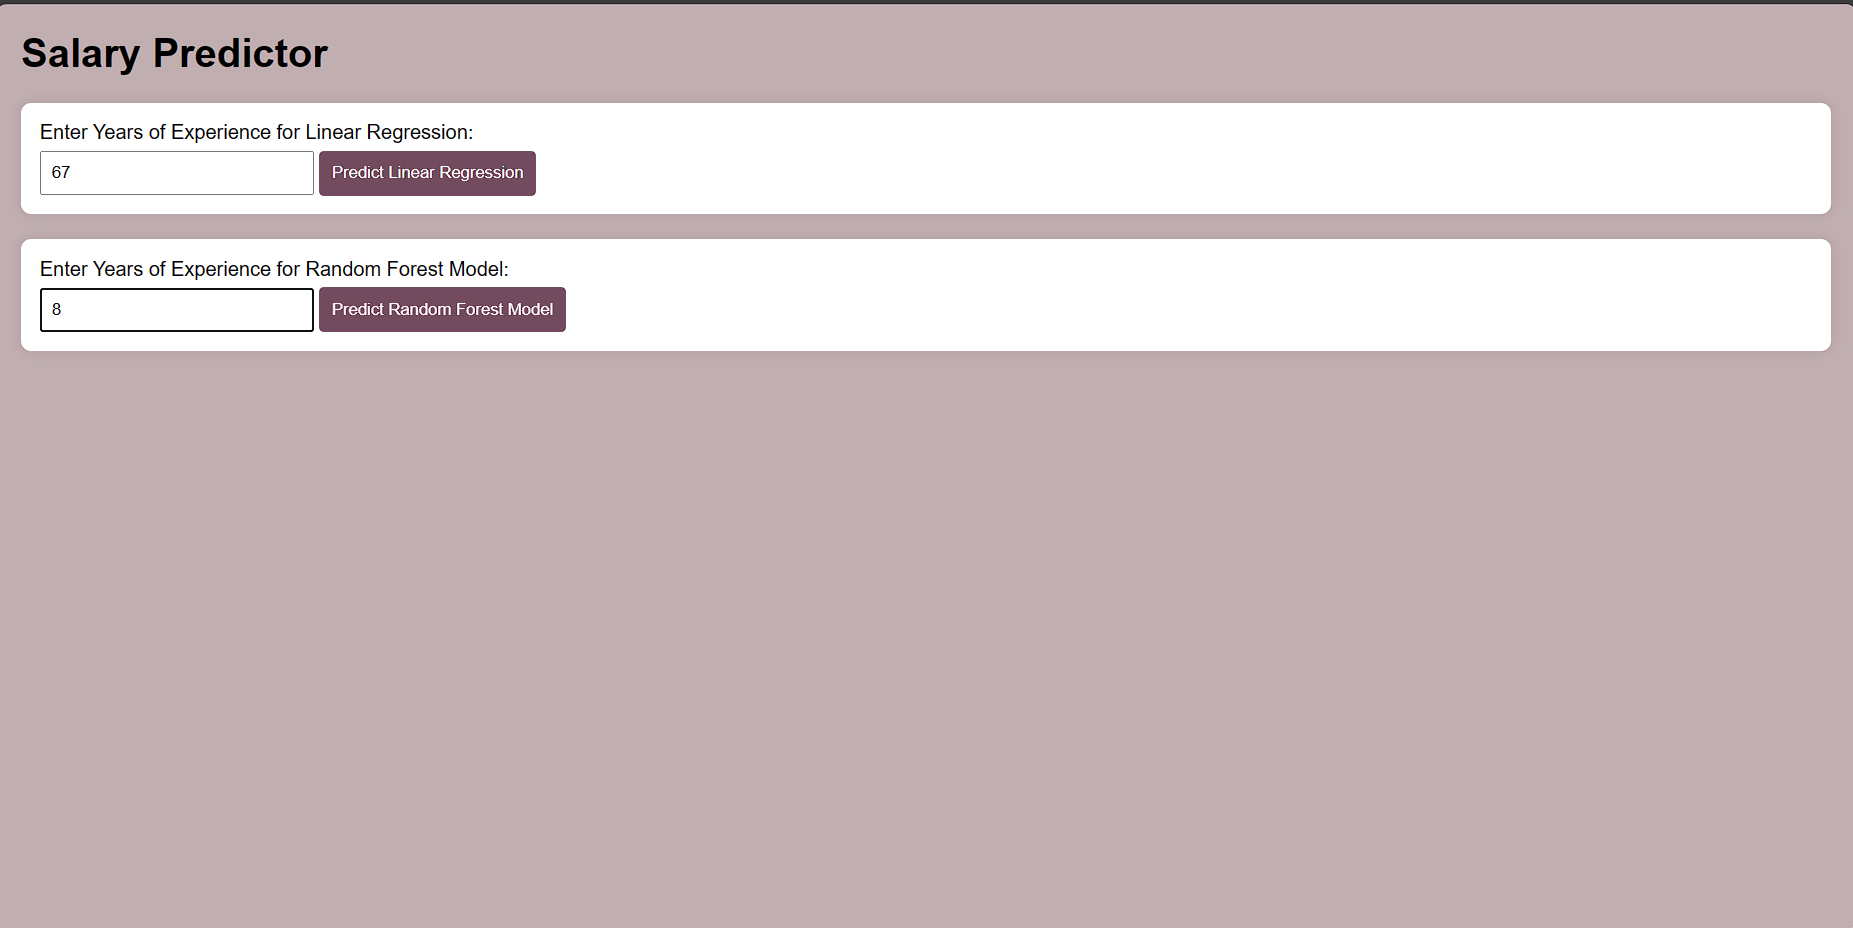 Salary Predictor
Enter Years of Experience for Linear Regression:
67 Predict Linear Regression
Enter Years of Experience for Random Forest Model:
8 Predict Random Forest Model